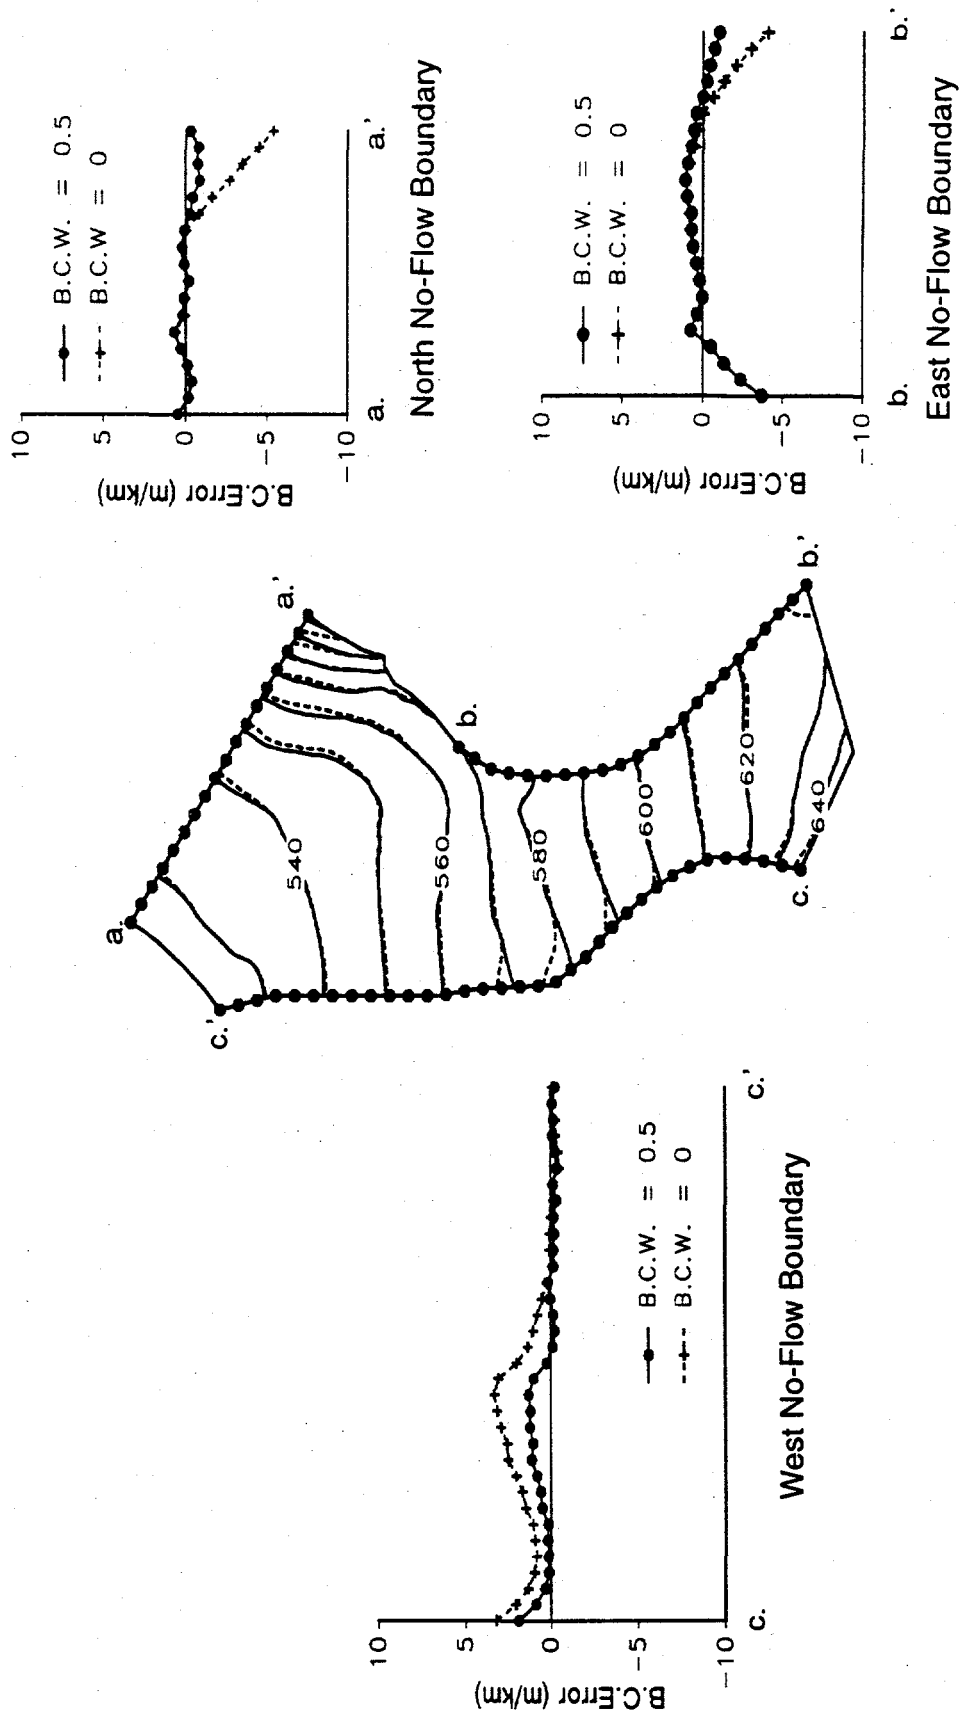 10
5
0
−5
−10
B.C.Error (m/km)
B.C.W. = 0.5
B.C.W = 0
a.
a.'
North No-Flow Boundary
10
5
0
−5
−10
B.C.Error (m/km)
B.C.W. = 0.5
B.C.W. = 0
b.
b.'
East No-Flow Boundary
a.
a.'
b.
b.'
c.
c.'
540
560
580
600
620
640
10
5
0
−5
−10
B.C.Error (m/km)
B.C.W. = 0.5
B.C.W. = 0
c.
c.'
West No-Flow Boundary